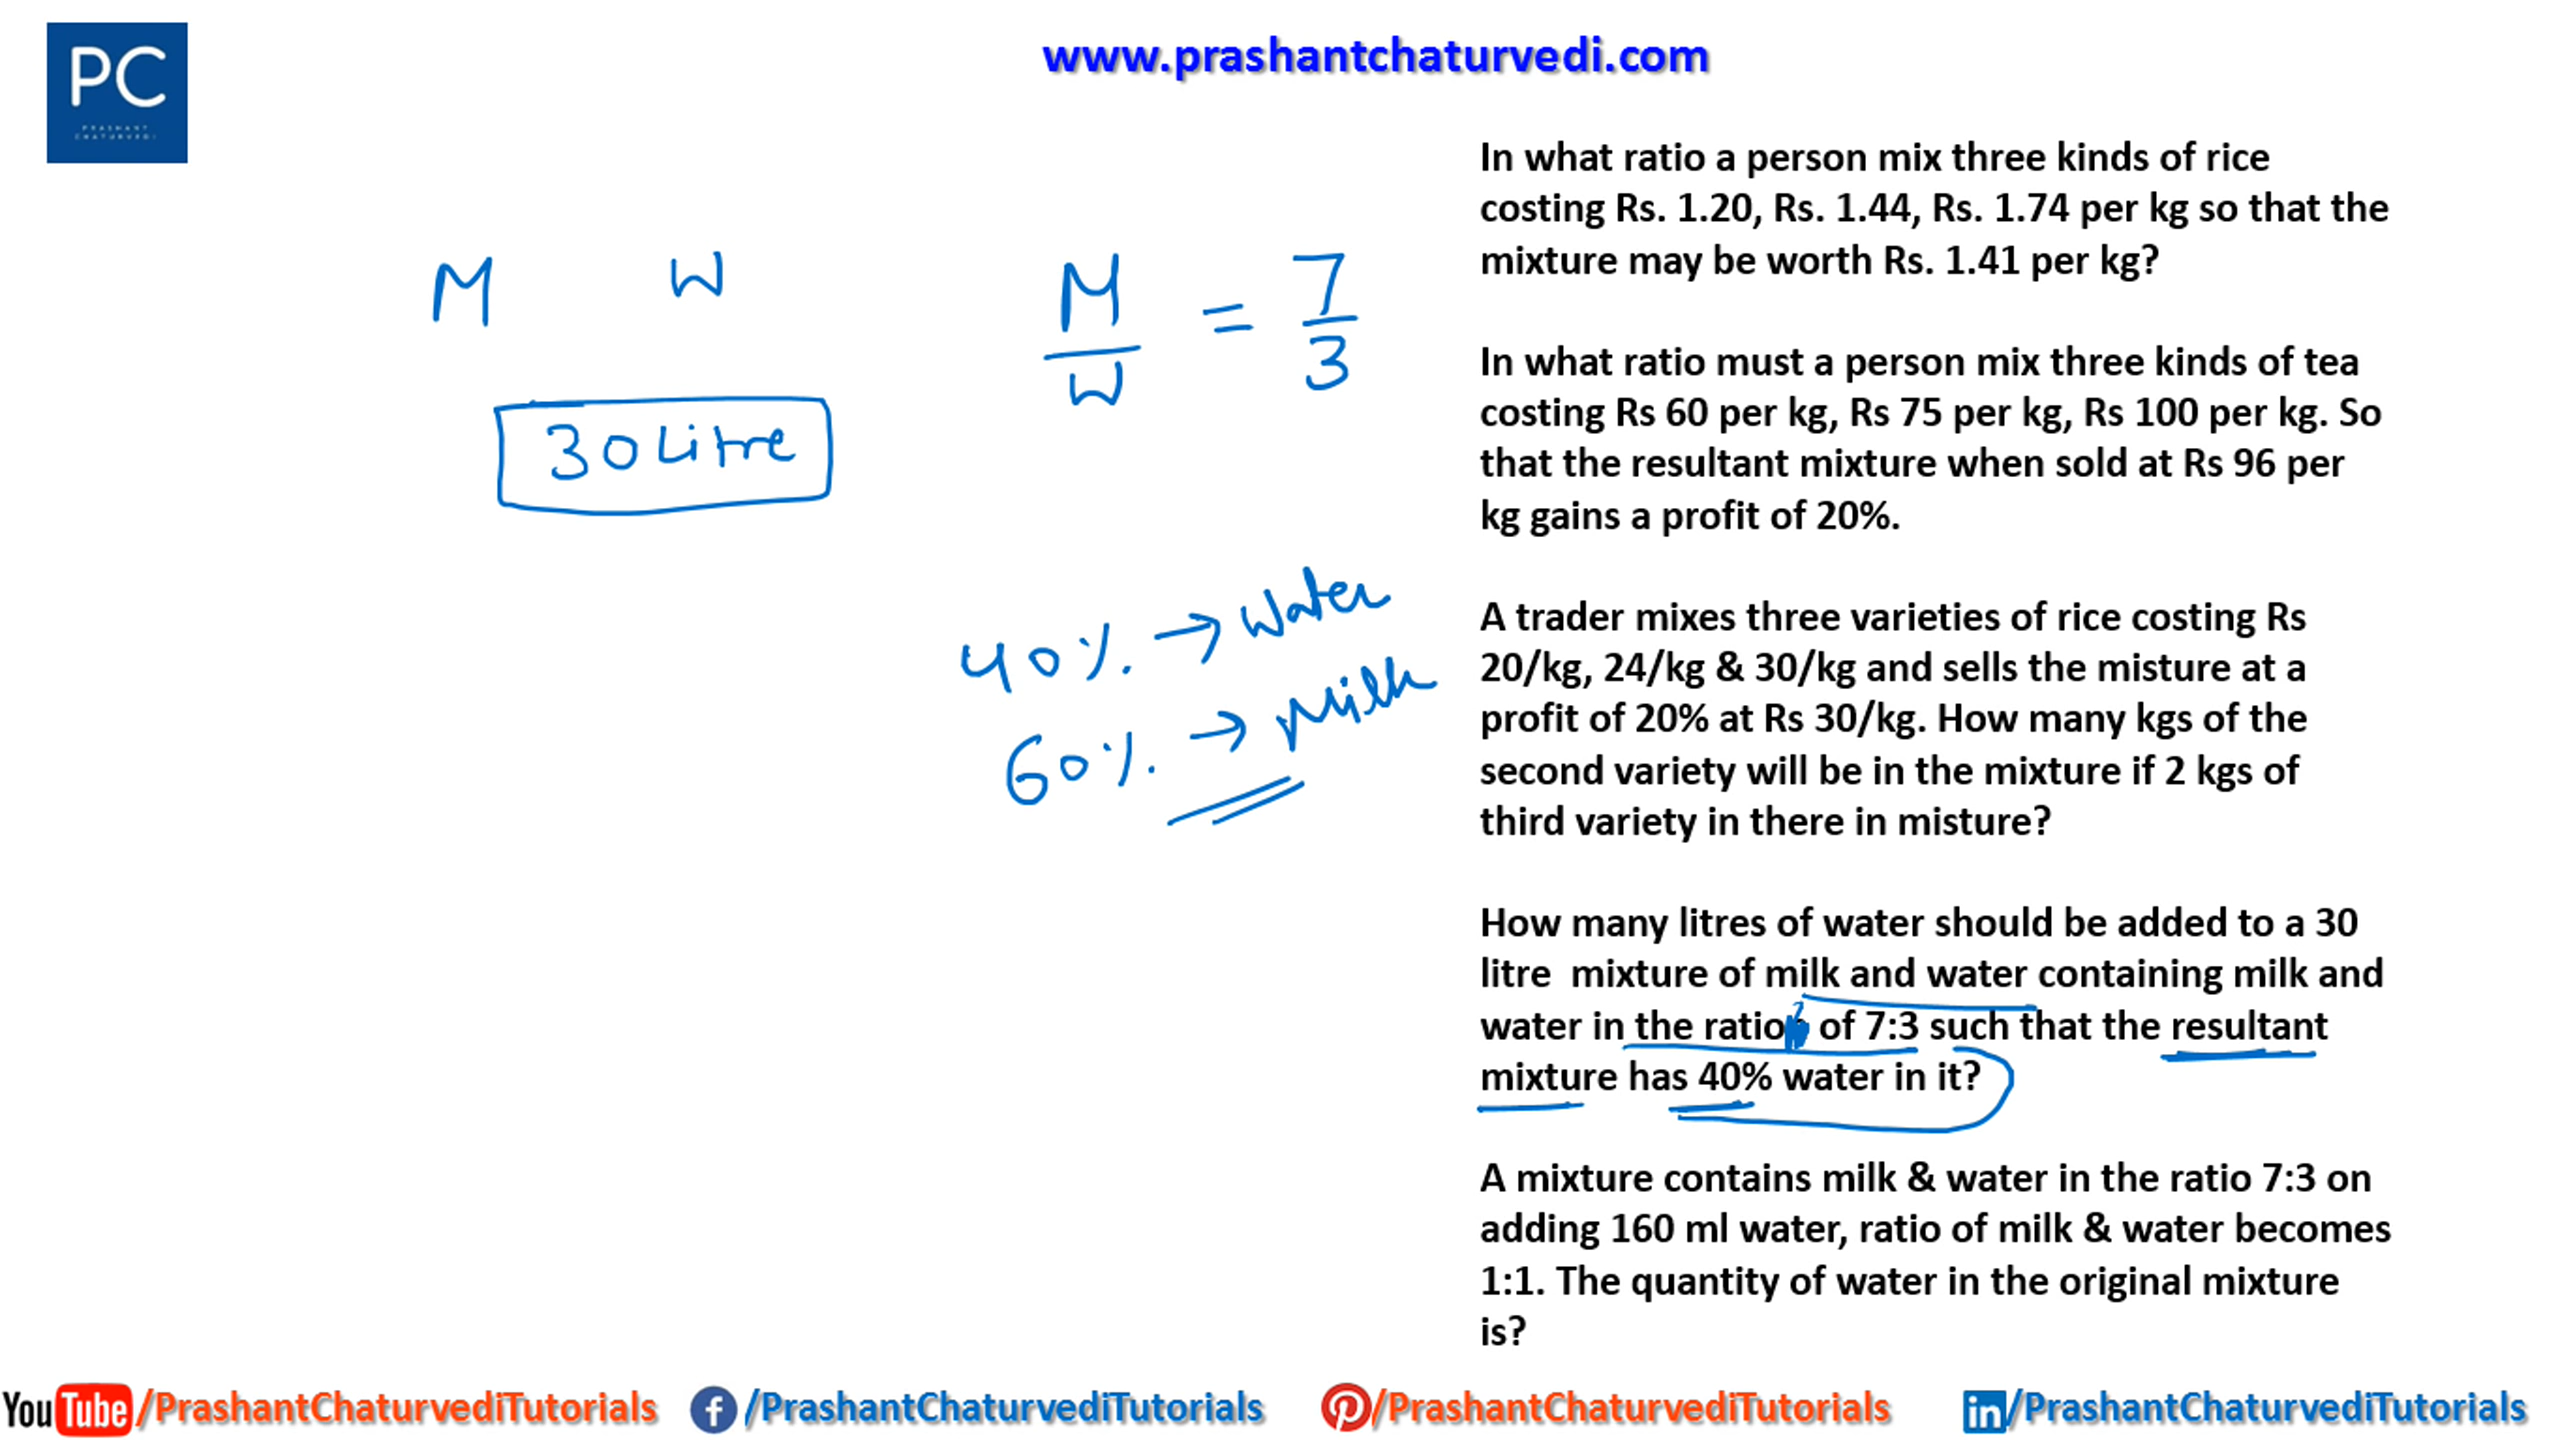 PC
PRASHANT
CHATURVEDI
www.prashantchaturvedi.com
M W
30 Litre
M/W = 7/3
40% → Water
60% → Milk
In what ratio a person mix three kinds of rice
costing Rs. 1.20, Rs. 1.44, Rs. 1.74 per kg so that the
mixture may be worth Rs. 1.41 per kg?
In what ratio must a person mix three kinds of tea
costing Rs 60 per kg, Rs 75 per kg, Rs 100 per kg. So
that the resultant mixture when sold at Rs 96 per
kg gains a profit of 20%.
A trader mixes three varieties of rice costing Rs
20/kg, 24/kg & 30/kg and sells the misture at a
profit of 20% at Rs 30/kg. How many kgs of the
second variety will be in the mixture if 2 kgs of
third variety in there in misture?
How many litres of water should be added to a 30
litre mixture of milk and water containing milk and
water in the ratio of 7:3 such that the resultant
mixture has 40% water in it?
A mixture contains milk & water in the ratio 7:3 on
adding 160 ml water, ratio of milk & water becomes
1:1. The quantity of water in the original mixture
is?
YouTube/PrashantChaturvediTutorials f/PrashantChaturvediTutorials /PrashantChaturvediTutorials in/PrashantChaturvediTutorials